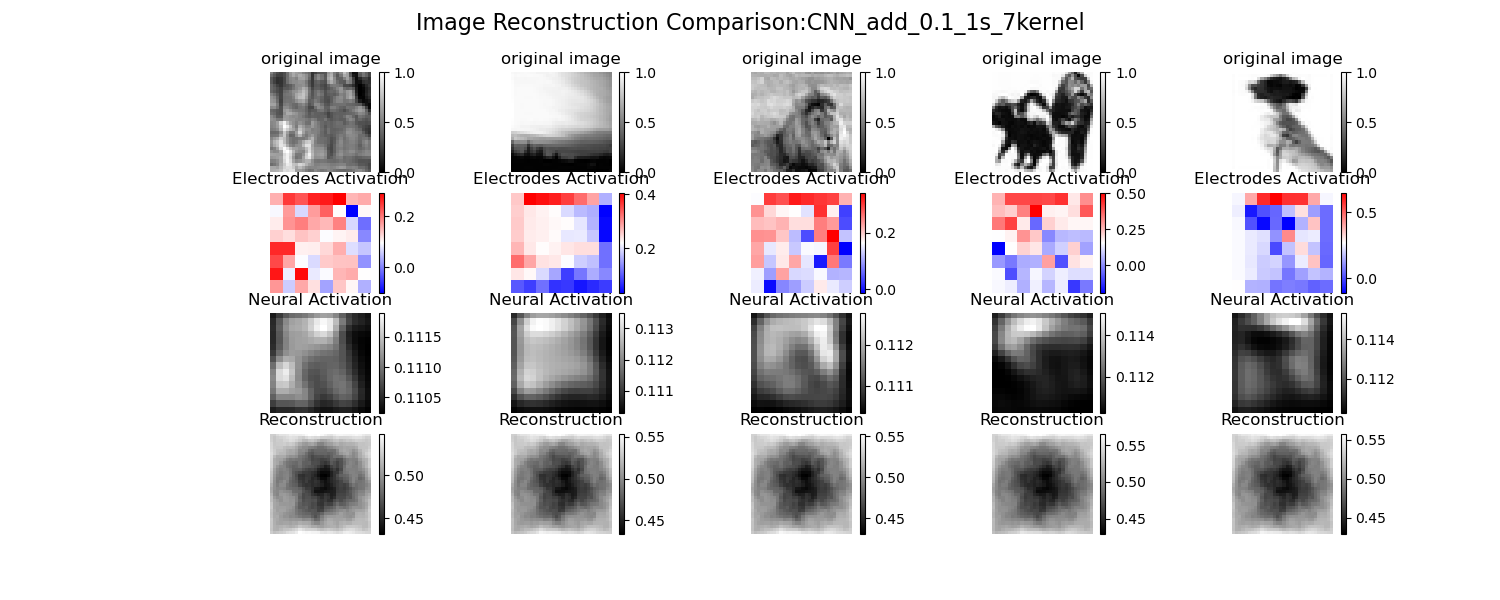 Image Reconstruction Comparison:CNN_add_0.1_1s_7kernel
original image original image original image original image original image
1.0 1.0 1.0 1.0 1.0
0.5 0.5 0.5 0.5 0.5
0.0 0.0 0.0 0.0 0.0
Electrodes Activation Electrodes Activation Electrodes Activation Electrodes Activation Electrodes Activation
0.2 0.0 0.4 0.2 0.2 0.0 0.50 0.25 0.00 0.5 0.0
Neural Activation Neural Activation Neural Activation Neural Activation Neural Activation
0.1115 0.1110 0.1105 0.113 0.112 0.111 0.112 0.111 0.114 0.112 0.114 0.112
Reconstruction Reconstruction Reconstruction Reconstruction Reconstruction
0.50 0.45 0.55 0.50 0.45 0.55 0.50 0.45 0.55 0.50 0.45 0.55 0.50 0.45